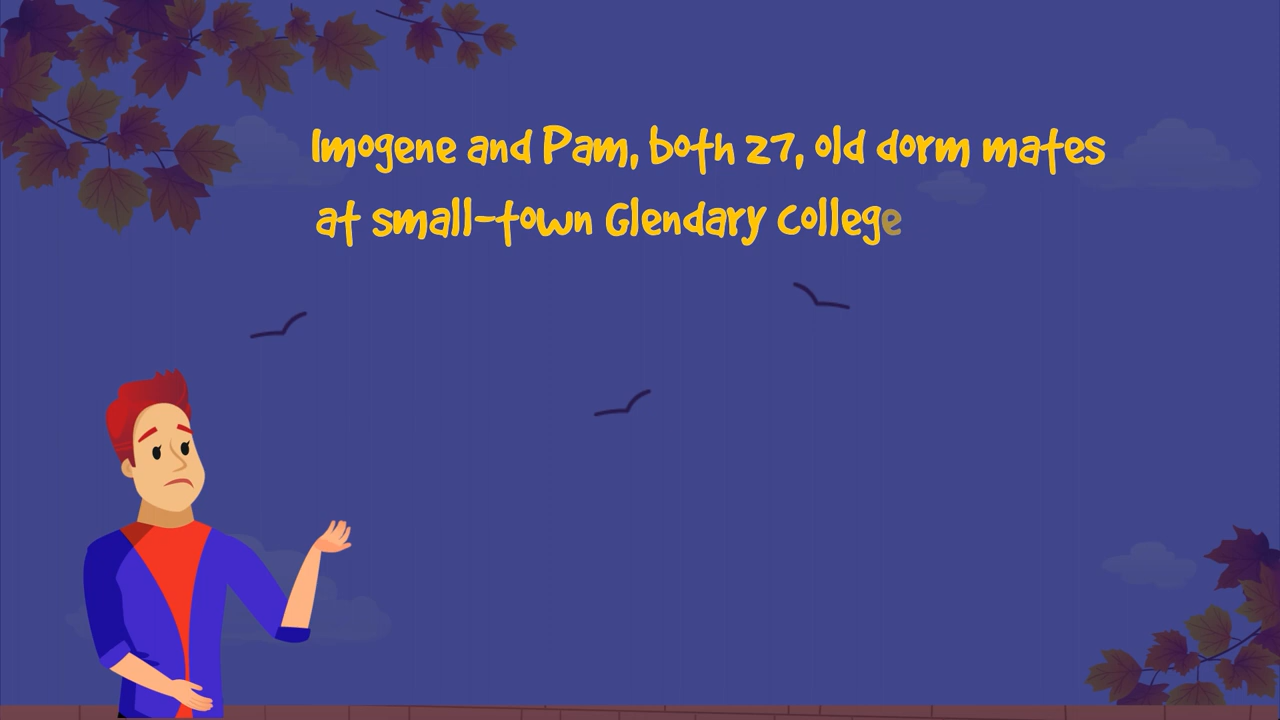 Imogene and Pam, both 27, old dorm mates
at small-town Glendary College